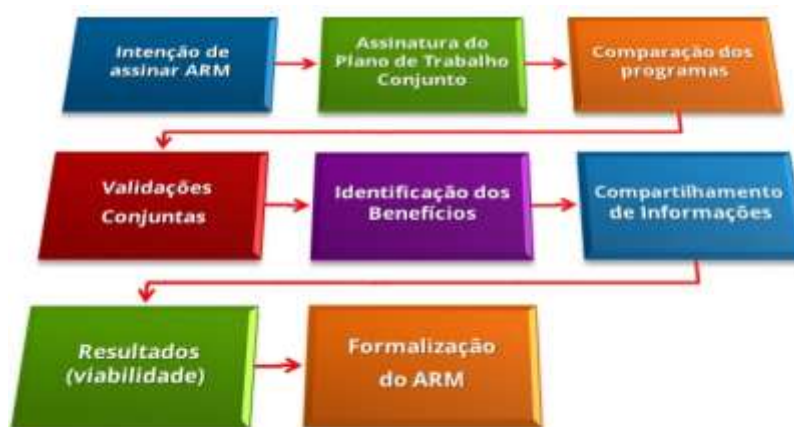 Intenção de
assinar ARM
Assinatura do
Plano de Trabalho
Conjunto
Comparação dos
programas
Validações
Conjuntas
Identificação dos
Benefícios
Compartilhamento
de Informações
Resultados
(viabilidade)
Formalização
do ARM